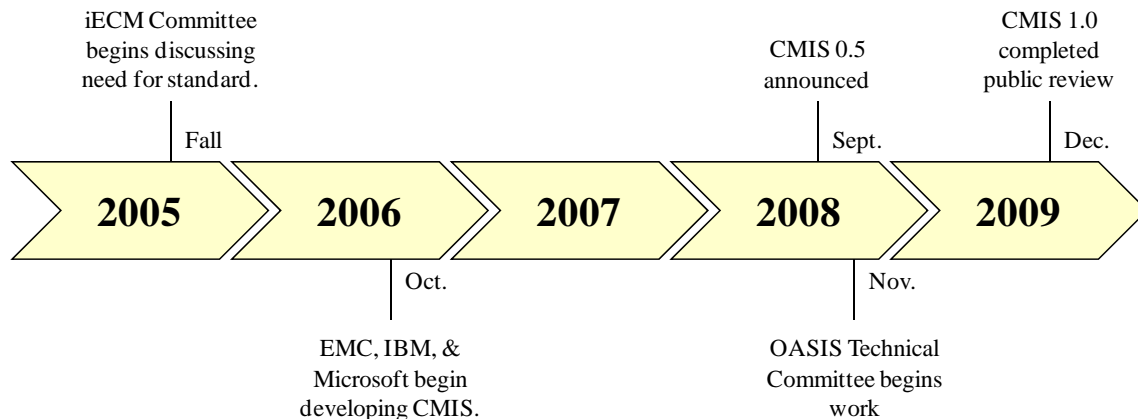 iECM Committee
begins discussing
need for standard.
Fall
CMIS 0.5
announced
Sept.
CMIS 1.0
completed
public review
Dec.
2005
2006
2007
2008
2009
Oct.
EMC, IBM, &
Microsoft begin
developing CMIS.
Nov.
OASIS Technical
Committee begins
work